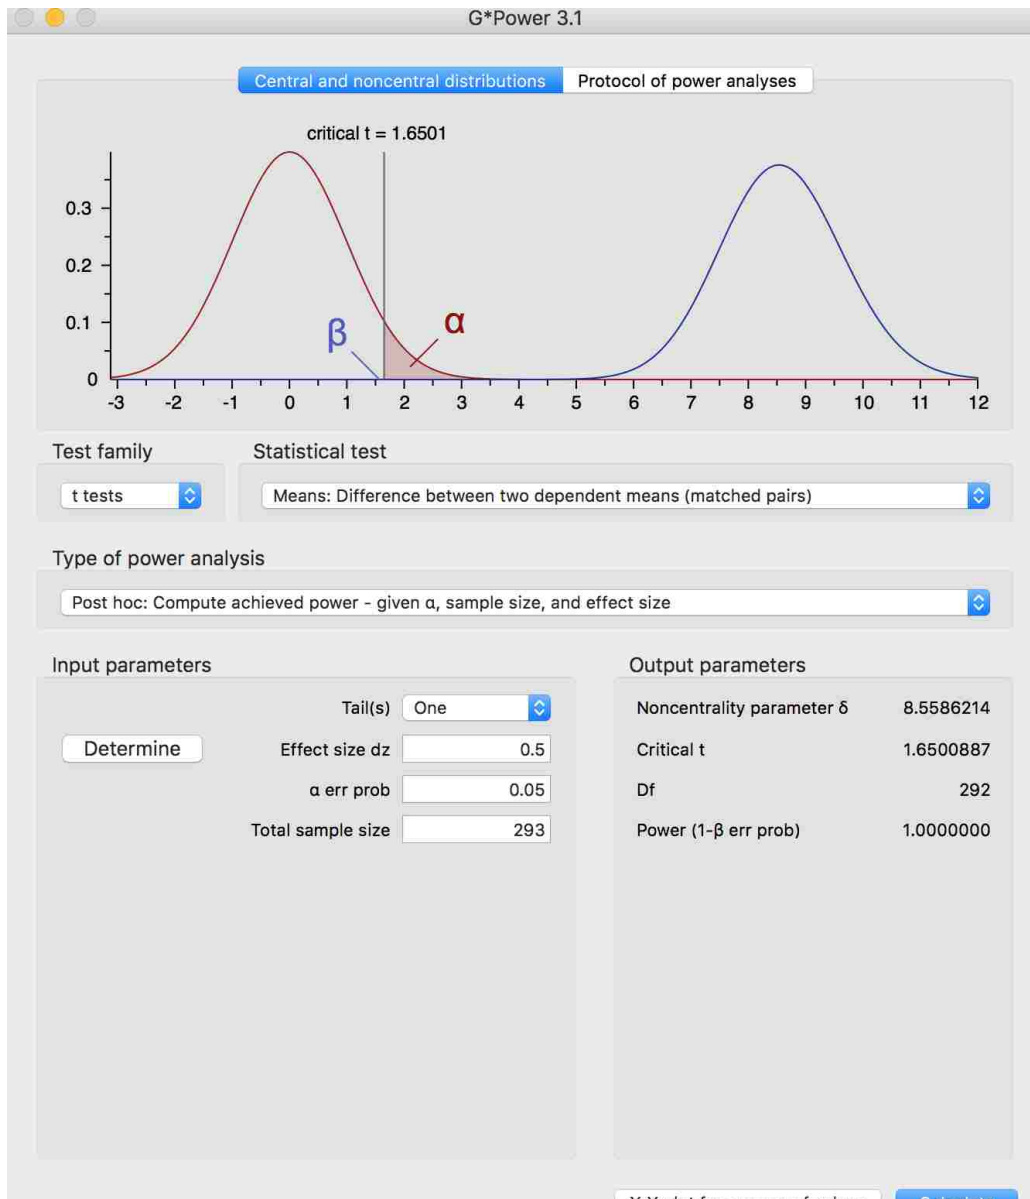 G*Power 3.1
Central and noncentral distributions Protocol of power analyses
critical t = 1.6501
0.3
0.2
0.1
0
β
α
-3 -2 -1 0 1 2 3 4 5 6 7 8 9 10 11 12
Test family Statistical test
t tests Means: Difference between two dependent means (matched pairs)
Type of power analysis
Post hoc: Compute achieved power - given α, sample size, and effect size
Input parameters
Tail(s) One
Determine Effect size dz 0.5
α err prob 0.05
Total sample size 293
Output parameters
Noncentrality parameter δ 8.5586214
Critical t 1.6500887
Df 292
Power (1-β err prob) 1.0000000